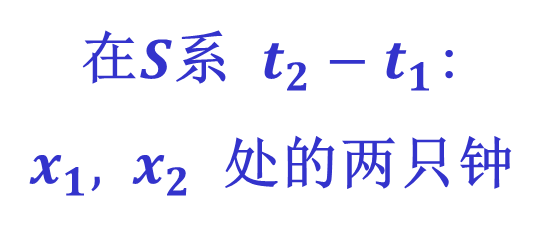 在S系 t₂ − t₁:
x₁, x₂ 处的两只钟